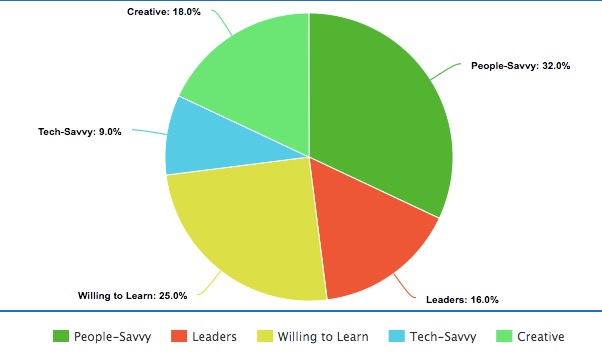 Creative: 18.0%
People-Savvy: 32.0%
Tech-Savvy: 9.0%
Willing to Learn: 25.0%
Leaders: 16.0%
People-Savvy Leaders Willing to Learn Tech-Savvy Creative